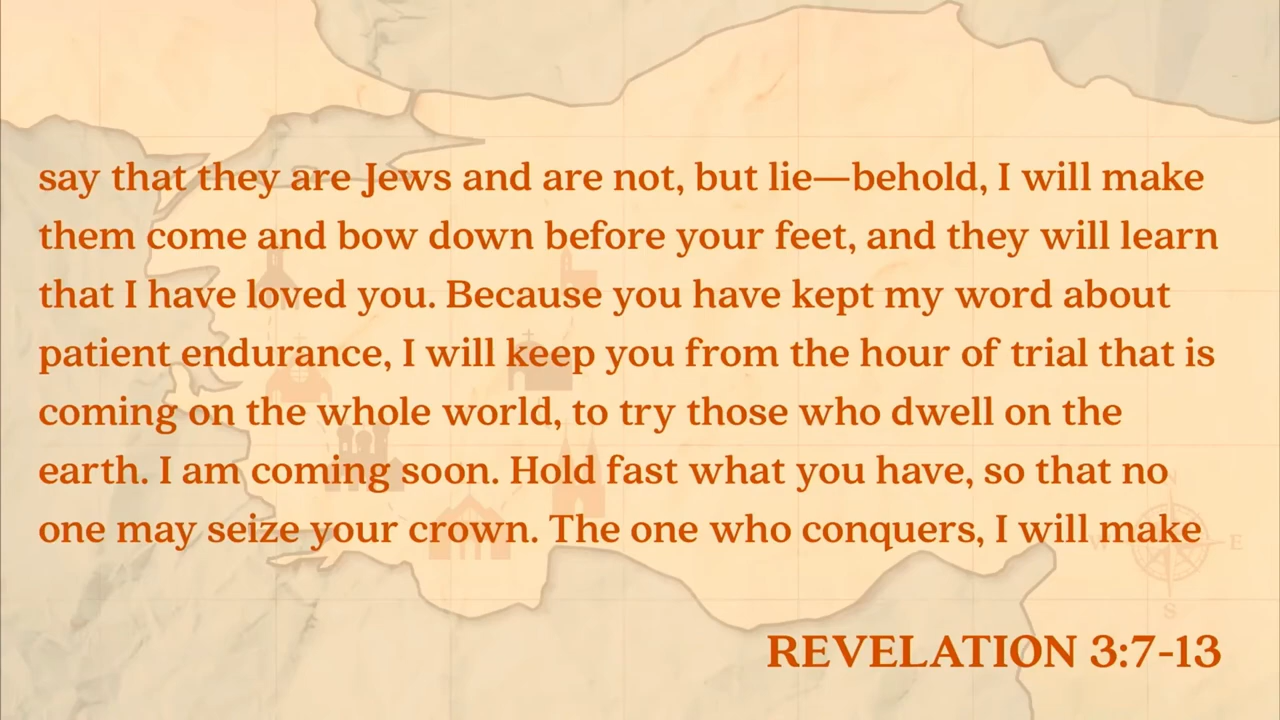 say that they are Jews and are not, but lie—behold, I will make
them come and bow down before your feet, and they will learn
that I have loved you. Because you have kept my word about
patient endurance, I will keep you from the hour of trial that is
coming on the whole world, to try those who dwell on the
earth. I am coming soon. Hold fast what you have, so that no
one may seize your crown. The one who conquers, I will make
N
W E
S
REVELATION 3:7-13